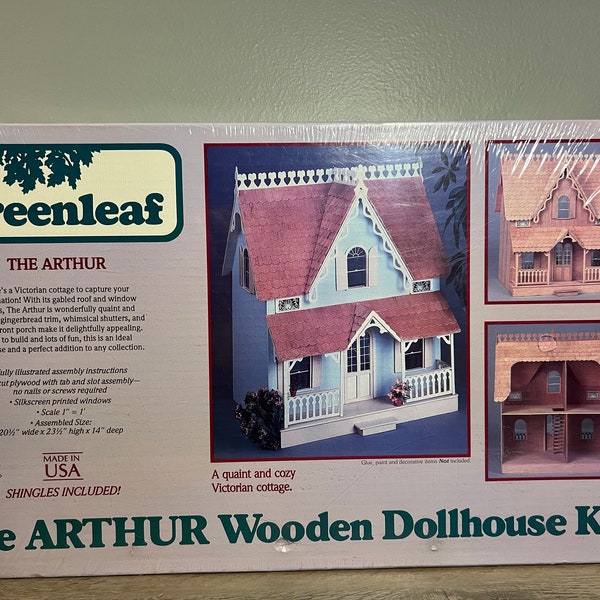 reenleaf
THE ARTHUR
e's a Victorian cottage to capture your
nation! With its gabled roof and window
s, The Arthur is wonderfully quaint and
gingerbread trim, whimsical shutters, and
ront porch make it delightfully appealing.
to build and lots of fun, this is an ideal
se and a perfect addition to any collection.
ully illustrated assembly instructions
cut plywood with tab and slot assembly—
no nails or screws required
• Silkscreen printed windows
• Scale 1" = 1'
• Assembled Size:
20½" wide x 23½" high x 14" deep
MADE IN
USA
SHINGLES INCLUDED!
Glue, paint and decorative items Not included.
A quaint and cozy
Victorian cottage.
e ARTHUR Wooden Dollhouse K